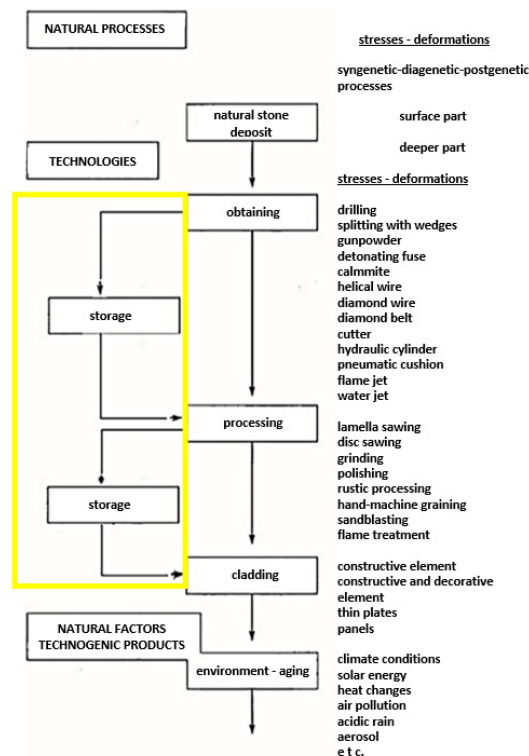 NATURAL PROCESSES
stresses - deformations
syngenetic-diagenetic-postgenetic
processes
natural stone
deposit
surface part
deeper part
TECHNOLOGIES
stresses - deformations
obtaining
drilling
splitting with wedges
gunpowder
detonating fuse
calmmite
helical wire
diamond wire
diamond belt
cutter
hydraulic cylinder
pneumatic cushion
flame jet
water jet
storage
processing
lamella sawing
disc sawing
grinding
polishing
rustic processing
hand-machine graining
sandblasting
flame treatment
storage
cladding
constructive element
constructive and decorative
element
thin plates
panels
NATURAL FACTORS
TECHNOGENIC PRODUCTS
environment - aging
climate conditions
solar energy
heat changes
air pollution
acidic rain
aerosol
e t c.